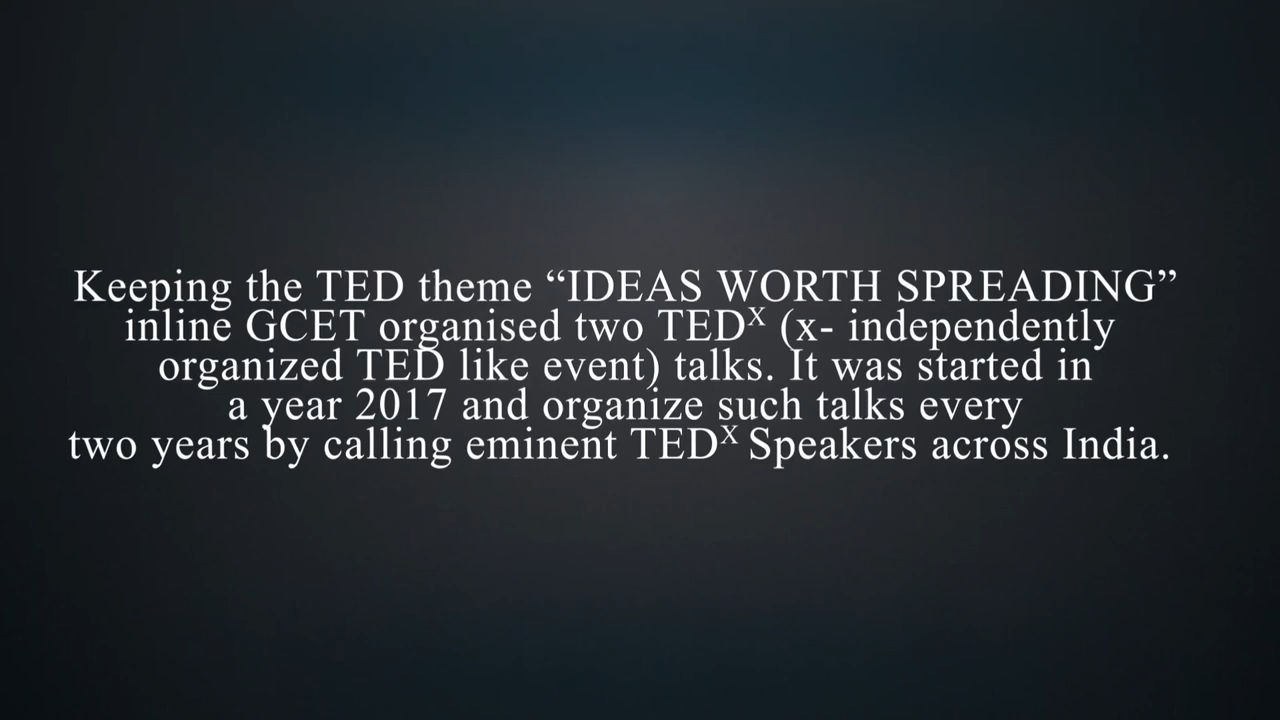 Keeping the TED theme “IDEAS WORTH SPREADING”
inline GCET organised two TEDˣ (x- independently
organized TED like event) talks. It was started in
a year 2017 and organize such talks every
two years by calling eminent TEDˣ Speakers across India.